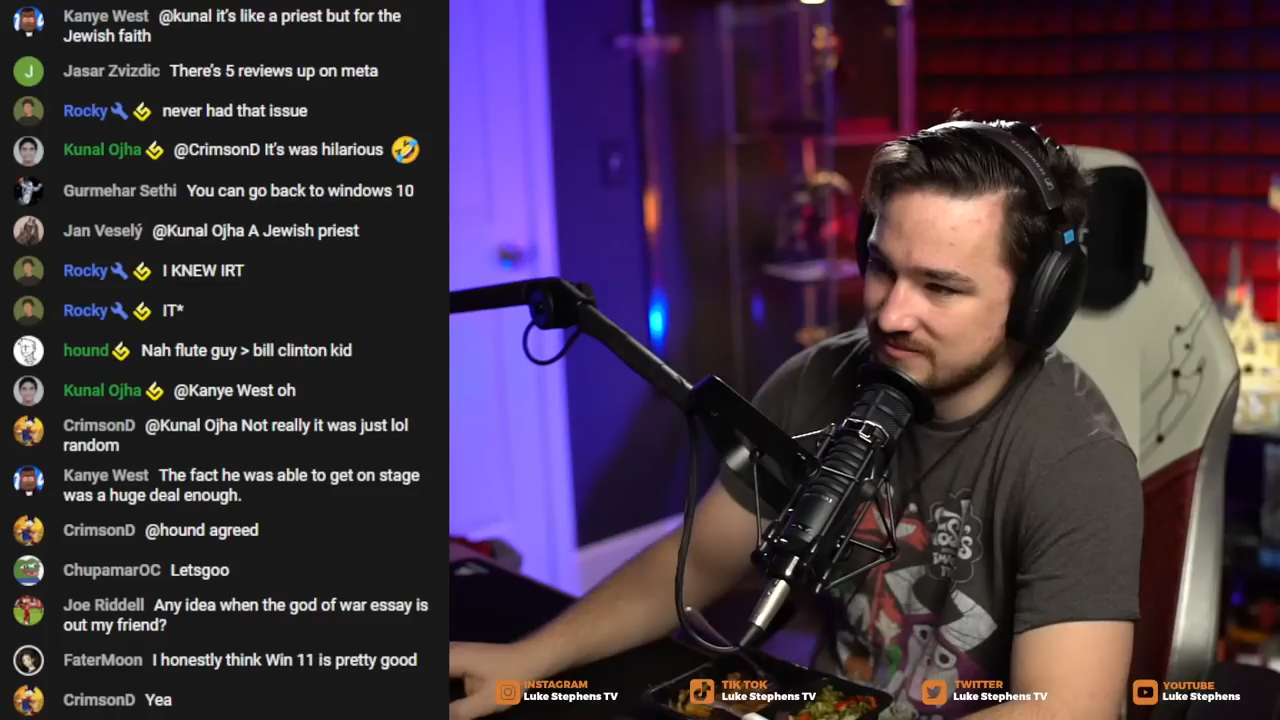 Kanye West @kunal it's like a priest but for the
Jewish faith
Jasar Zvizdic There's 5 reviews up on meta
Rocky never had that issue
Kunal Ojha @CrimsonD It's was hilarious
Gurmehar Sethi You can go back to windows 10
Jan Veselý @Kunal Ojha A Jewish priest
Rocky I KNEW IRT
Rocky IT*
hound Nah flute guy > bill clinton kid
Kunal Ojha @Kanye West oh
CrimsonD @Kunal Ojha Not really it was just lol
random
Kanye West The fact he was able to get on stage
was a huge deal enough.
CrimsonD @hound agreed
ChupamarOC Letsgoo
Joe Riddell Any idea when the god of war essay is
out my friend?
FaterMoon I honestly think Win 11 is pretty good
CrimsonD Yea
INSTAGRAM
Luke Stephens TV
TIK TOK
Luke Stephens TV
TWITTER
Luke Stephens TV
YOUTUBE
Luke Stephens TV